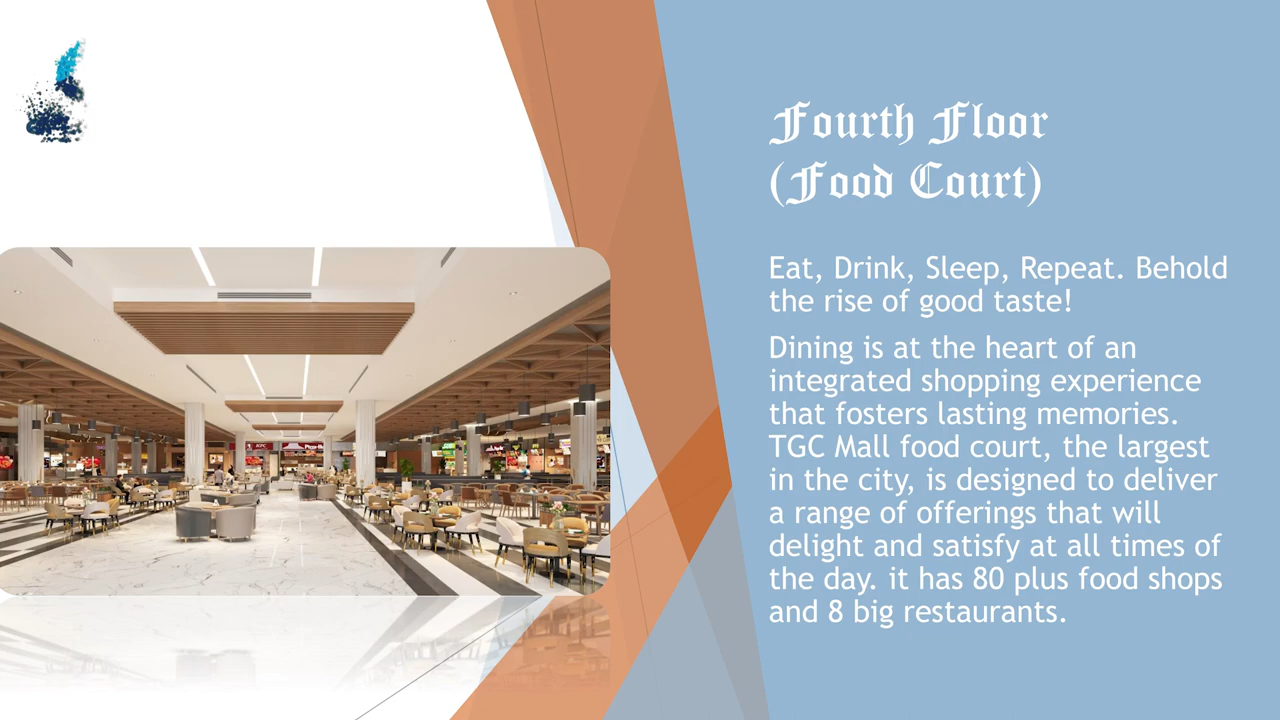 Fourth Floor
(Food Court)
Eat, Drink, Sleep, Repeat. Behold
the rise of good taste!
Dining is at the heart of an
integrated shopping experience
that fosters lasting memories.
TGC Mall food court, the largest
in the city, is designed to deliver
a range of offerings that will
delight and satisfy at all times of
the day. it has 80 plus food shops
and 8 big restaurants.
KFC